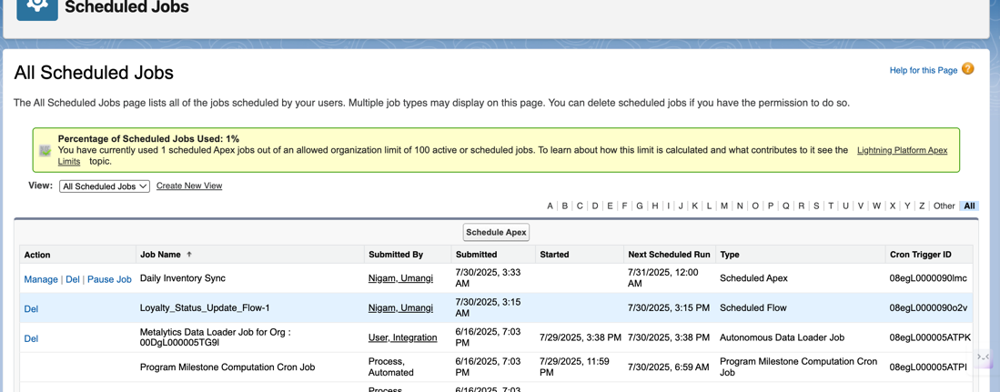 Scheduled Jobs
All Scheduled Jobs
Help for this Page
The All Scheduled Jobs page lists all of the jobs scheduled by your users. Multiple job types may display on this page. You can delete scheduled jobs if you have the permission to do so.
Percentage of Scheduled Jobs Used: 1%
You have currently used 1 scheduled Apex jobs out of an allowed organization limit of 100 active or scheduled jobs. To learn about how this limit is calculated and what contributes to it see the Lightning Platform Apex
Limits topic.
View: All Scheduled Jobs Create New View
A | B | C | D | E | F | G | H | I | J | K | L | M | N | O | P | Q | R | S | T | U | V | W | X | Y | Z | Other All
Schedule Apex
Action Job Name ↑ Submitted By Submitted Started Next Scheduled Run Type Cron Trigger ID
Manage | Del | Pause Job Daily Inventory Sync Nigam, Umangi 7/30/2025, 3:33 AM 7/31/2025, 12:00 AM Scheduled Apex 08egL0000090lmc
Del Loyalty_Status_Update_Flow-1 Nigam, Umangi 7/30/2025, 3:15 AM 7/30/2025, 3:15 PM Scheduled Flow 08egL0000090o2v
Del Metalytics Data Loader Job for Org : 00DgL000005TG9l User, Integration 6/16/2025, 7:03 PM 7/29/2025, 3:38 PM 7/30/2025, 3:38 PM Autonomous Data Loader Job 08egL000005ATPK
Program Milestone Computation Cron Job Process, Automated 6/16/2025, 7:03 PM 7/29/2025, 11:59 PM 7/30/2025, 6:59 AM Program Milestone Computation Cron Job 08egL000005ATPI
Process, 6/16/2025, 7:03